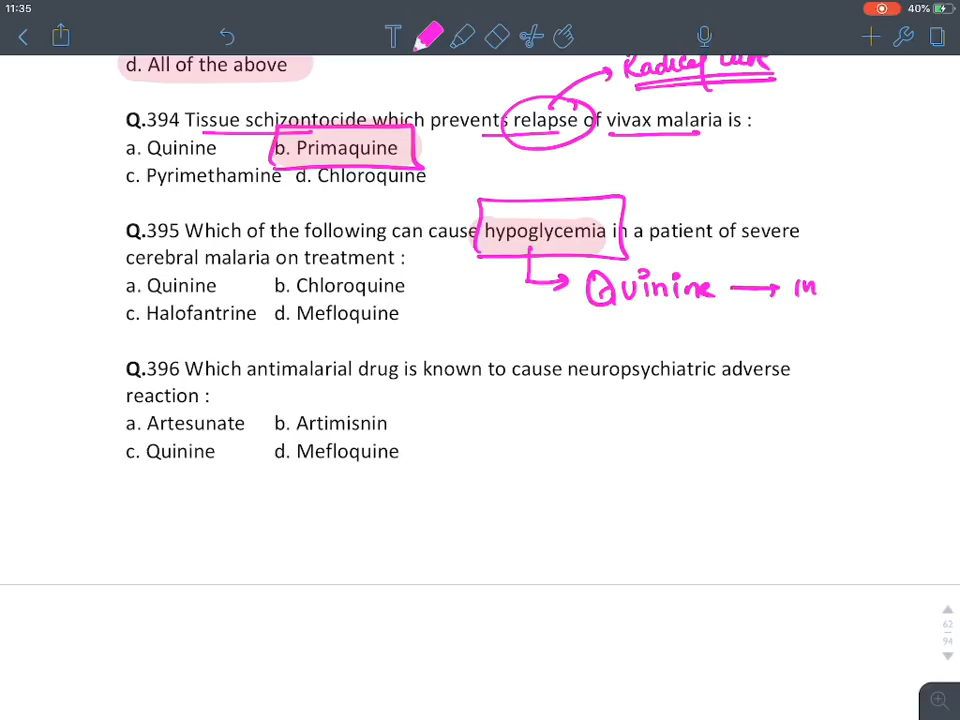 11:35
40%
T
d. All of the above
Radical cure
Q.394 Tissue schizontocide which prevents relapse of vivax malaria is :
a. Quinine b. Primaquine
c. Pyrimethamine d. Chloroquine
Q.395 Which of the following can cause hypoglycemia in a patient of severe
cerebral malaria on treatment :
a. Quinine b. Chloroquine
Quinine → in
c. Halofantrine d. Mefloquine
Q.396 Which antimalarial drug is known to cause neuropsychiatric adverse
reaction :
a. Artesunate b. Artimisnin
c. Quinine d. Mefloquine
62
94